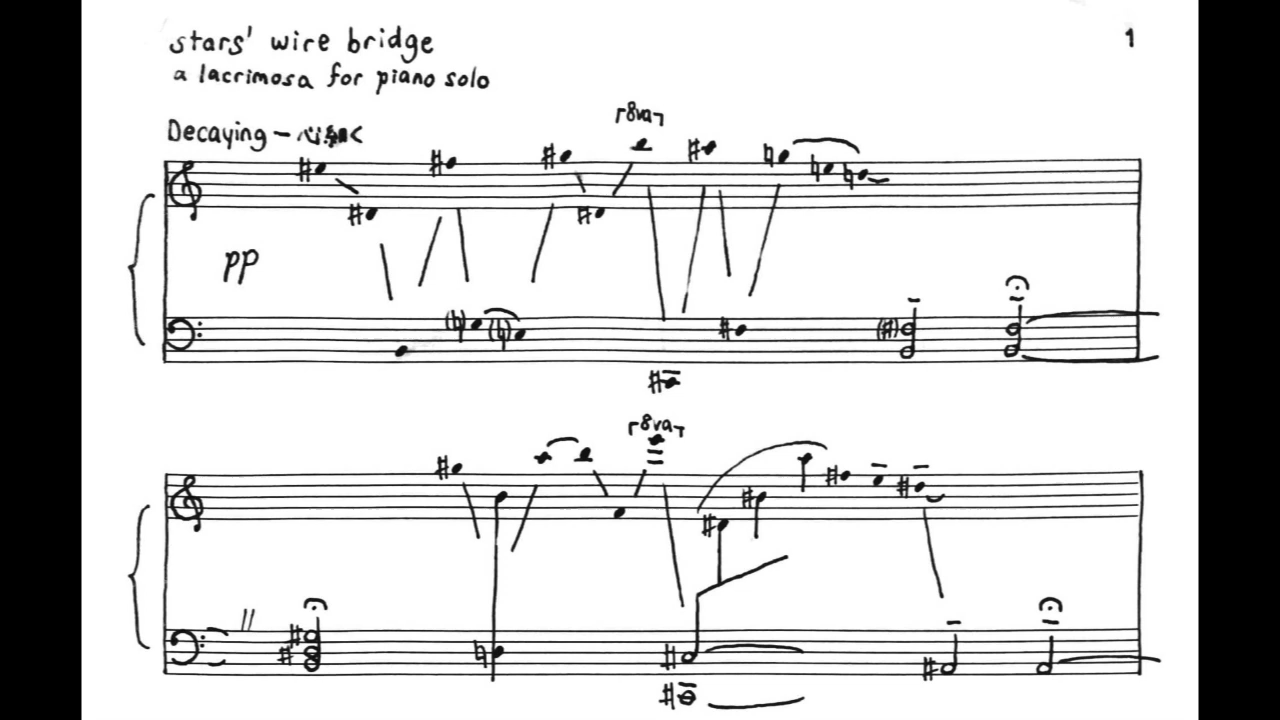 stars' wire bridge
1
a lacrimosa for piano solo
Decaying –
8va
pp
8va